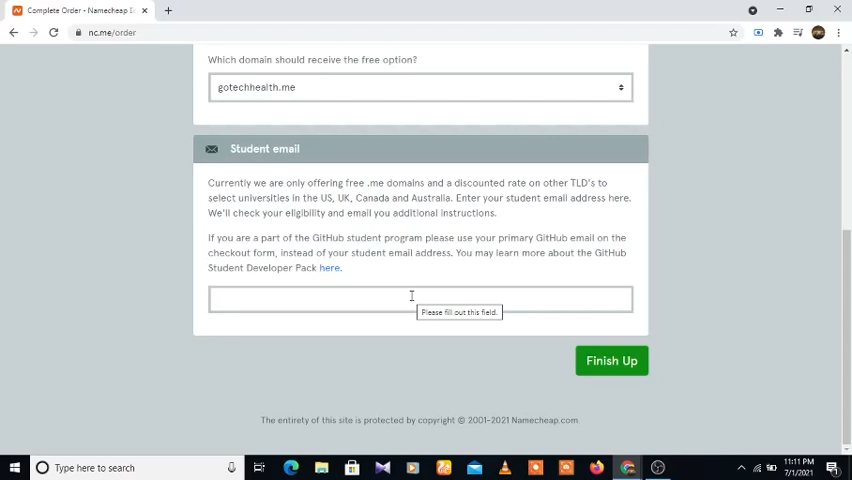 Complete Order - Namecheap Ed
nc.me/order
Which domain should receive the free option?
gotechhealth.me
Student email
Currently we are only offering free .me domains and a discounted rate on other TLD's to
select universities in the US, UK, Canada and Australia. Enter your student email address here.
We'll check your eligibility and email you additional instructions.
If you are a part of the GitHub student program please use your primary GitHub email on the
checkout form, instead of your student email address. You may learn more about the GitHub
Student Developer Pack here.
Please fill out this field.
Finish Up
The entirety of this site is protected by copyright © 2001-2021 Namecheap.com.
Type here to search
11:11 PM
7/1/2021